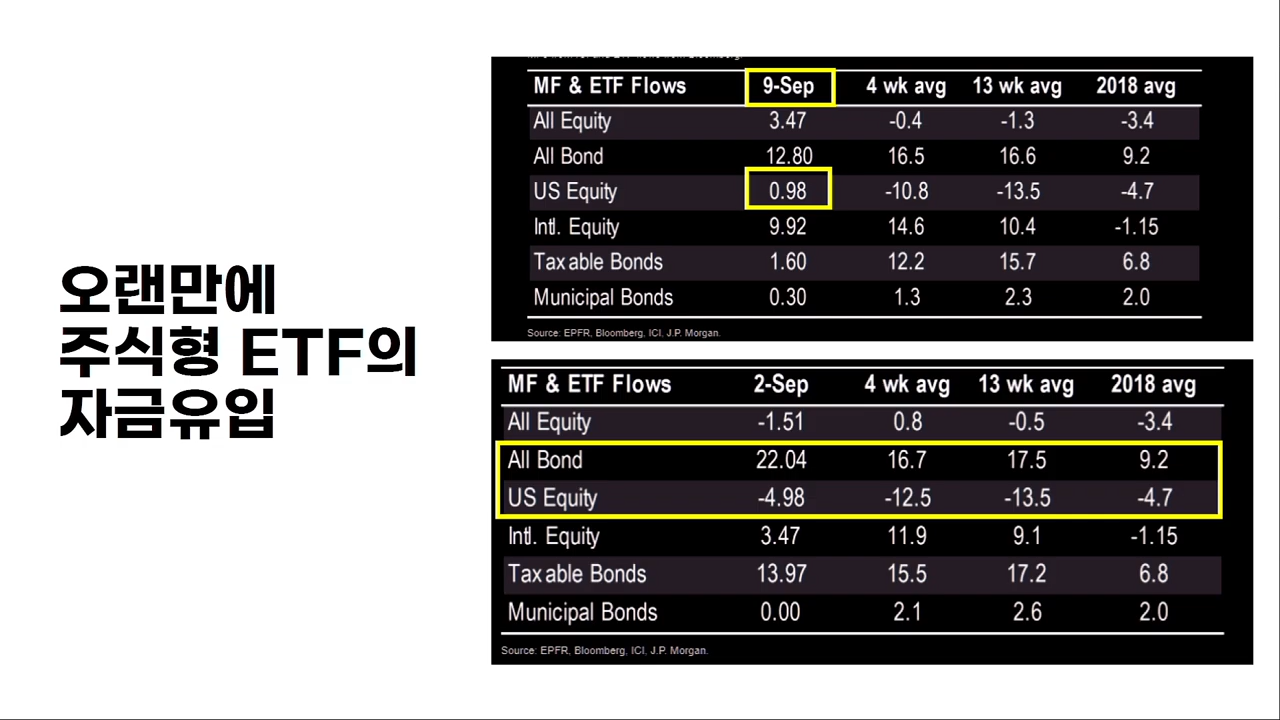 오랜만에
주식형 ETF의
자금유입
MF & ETF Flows 9-Sep 4 wk avg 13 wk avg 2018 avg
All Equity 3.47 -0.4 -1.3 -3.4
All Bond 12.80 16.5 16.6 9.2
US Equity 0.98 -10.8 -13.5 -4.7
Intl. Equity 9.92 14.6 10.4 -1.15
Taxable Bonds 1.60 12.2 15.7 6.8
Municipal Bonds 0.30 1.3 2.3 2.0
Source: EPFR, Bloomberg, ICI, J.P. Morgan.
MF & ETF Flows 2-Sep 4 wk avg 13 wk avg 2018 avg
All Equity -1.51 0.8 -0.5 -3.4
All Bond 22.04 16.7 17.5 9.2
US Equity -4.98 -12.5 -13.5 -4.7
Intl. Equity 3.47 11.9 9.1 -1.15
Taxable Bonds 13.97 15.5 17.2 6.8
Municipal Bonds 0.00 2.1 2.6 2.0
Source: EPFR, Bloomberg, ICI, J.P. Morgan.